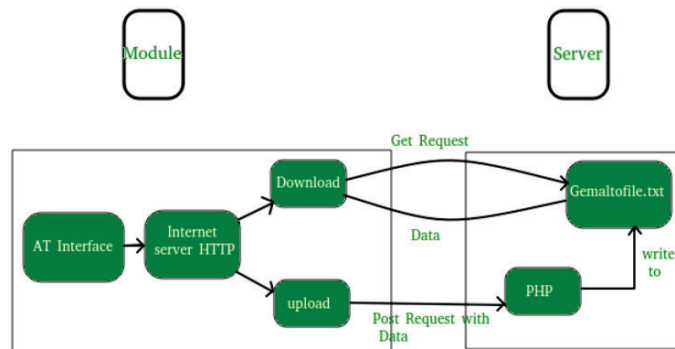 Module
Server
Get Request
Download
Gemaltofile.txt
AT Interface
Internet
server HTTP
Data
write
to
upload
PHP
Post Request with
Data